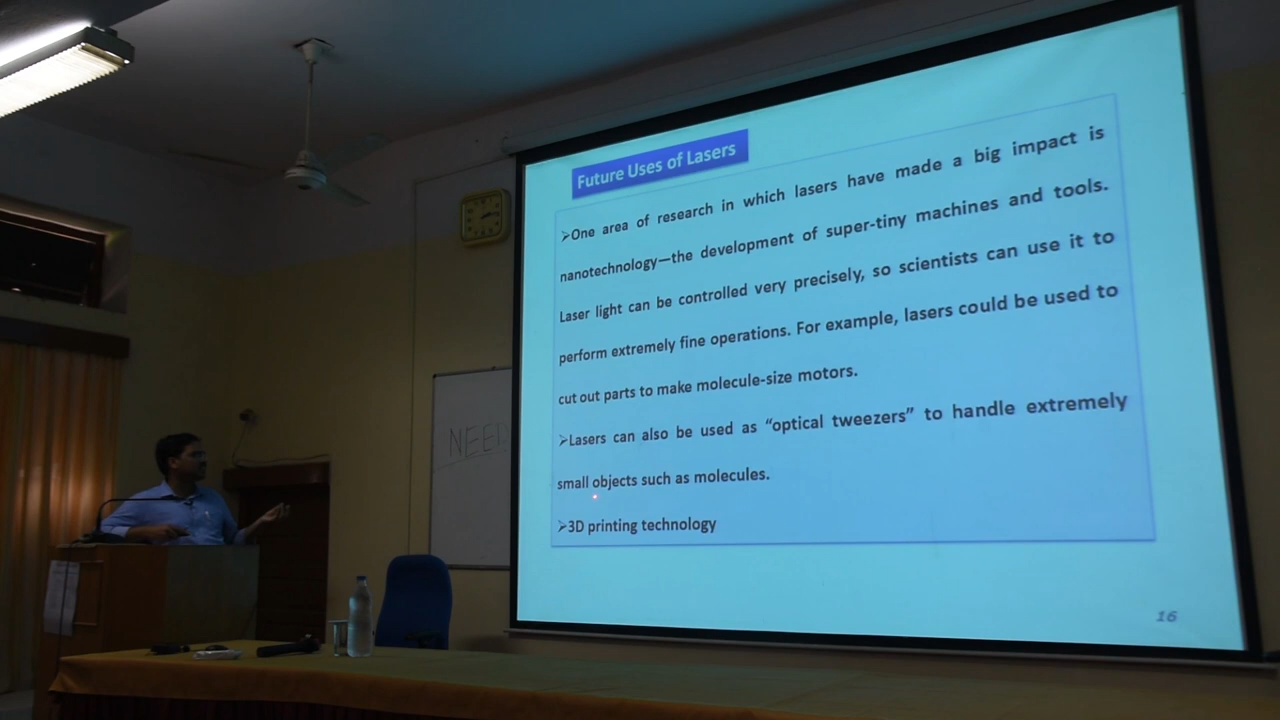 Future Uses of Lasers
➢One area of research in which lasers have made a big impact is
nanotechnology—the development of super-tiny machines and tools.
Laser light can be controlled very precisely, so scientists can use it to
perform extremely fine operations. For example, lasers could be used to
cut out parts to make molecule-size motors.
➢Lasers can also be used as “optical tweezers” to handle extremely
small objects such as molecules.
➢3D printing technology
16
NEED